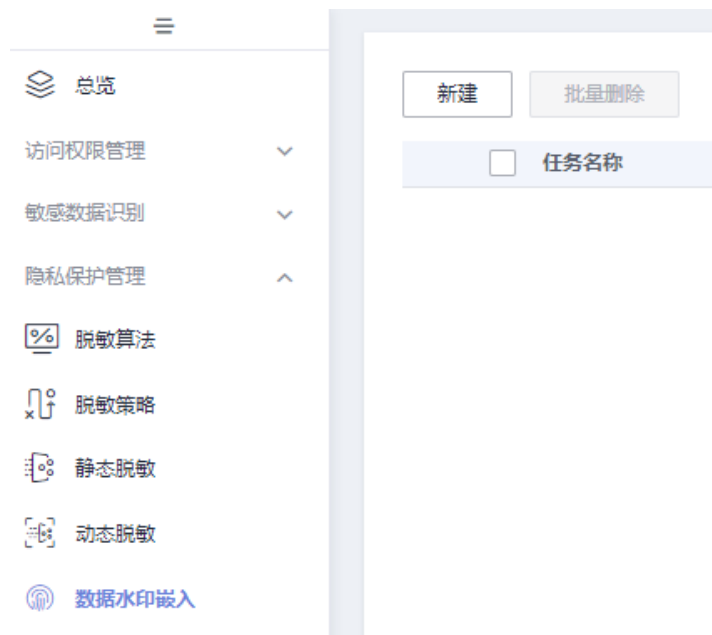 总览
访问权限管理
敏感数据识别
隐私保护管理
脱敏算法
脱敏策略
静态脱敏
动态脱敏
数据水印嵌入
新建 批量删除
任务名称